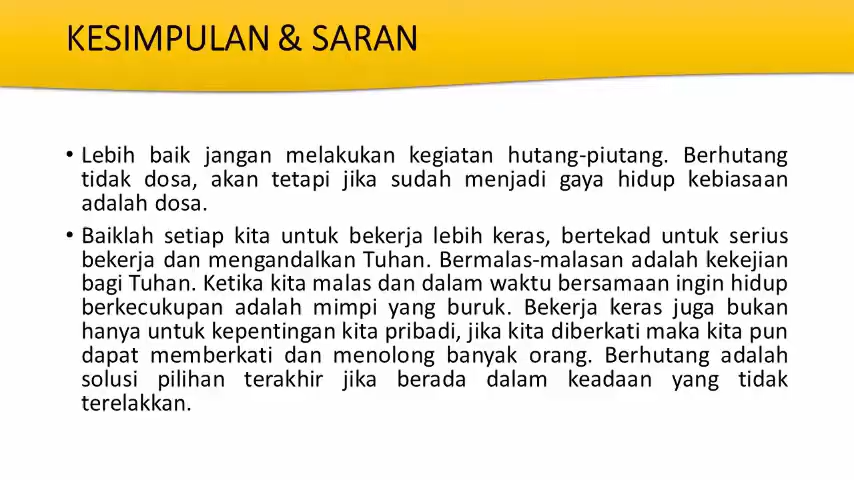 KESIMPULAN & SARAN
• Lebih baik jangan melakukan kegiatan hutang-piutang. Berhutang
tidak dosa, akan tetapi jika sudah menjadi gaya hidup kebiasaan
adalah dosa.
• Baiklah setiap kita untuk bekerja lebih keras, bertekad untuk serius
bekerja dan mengandalkan Tuhan. Bermalas-malasan adalah kekejian
bagi Tuhan. Ketika kita malas dan dalam waktu bersamaan ingin hidup
berkecukupan adalah mimpi yang buruk. Bekerja keras juga bukan
hanya untuk kepentingan kita pribadi, jika kita diberkati maka kita pun
dapat memberkati dan menolong banyak orang. Berhutang adalah
solusi pilihan terakhir jika berada dalam keadaan yang tidak
terelakkan.